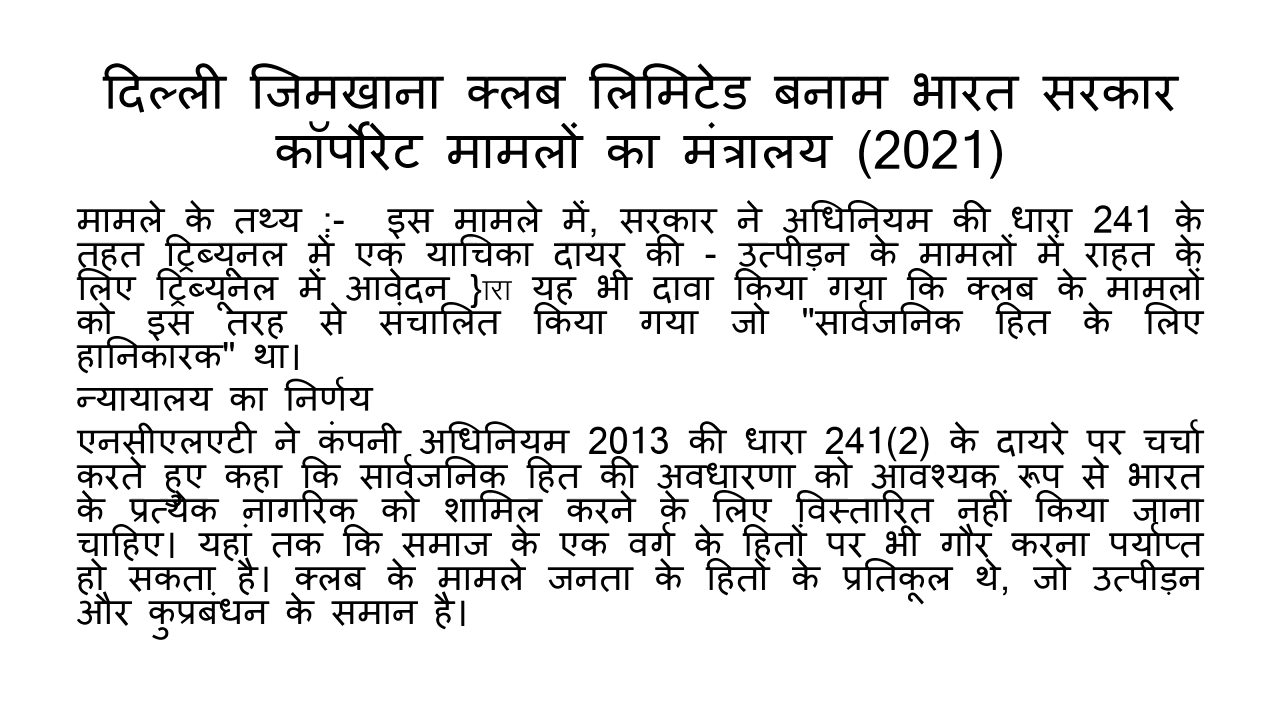 दिल्ली जिमखाना क्लब लिमिटेड बनाम भारत सरकार
कॉर्पोरेट मामलों का मंत्रालय (2021)
मामले के तथ्य :- इस मामले में, सरकार ने अधिनियम की धारा 241 के
तहत ट्रिब्यूनल में एक याचिका दायर की - उत्पीड़न के मामलों में राहत के
लिए ट्रिब्यूनल में आवेदन }ारा यह भी दावा किया गया कि क्लब के मामलों
को इस तरह से संचालित किया गया जो "सार्वजनिक हित के लिए
हानिकारक" था।
न्यायालय का निर्णय
एनसीएलएटी ने कंपनी अधिनियम 2013 की धारा 241(2) के दायरे पर चर्चा
करते हुए कहा कि सार्वजनिक हित की अवधारणा को आवश्यक रूप से भारत
के प्रत्येक नागरिक को शामिल करने के लिए विस्तारित नहीं किया जाना
चाहिए। यहां तक कि समाज के एक वर्ग के हितों पर भी गौर करना पर्याप्त
हो सकता है। क्लब के मामले जनता के हितों के प्रतिकूल थे, जो उत्पीड़न
और कुप्रबंधन के समान है।